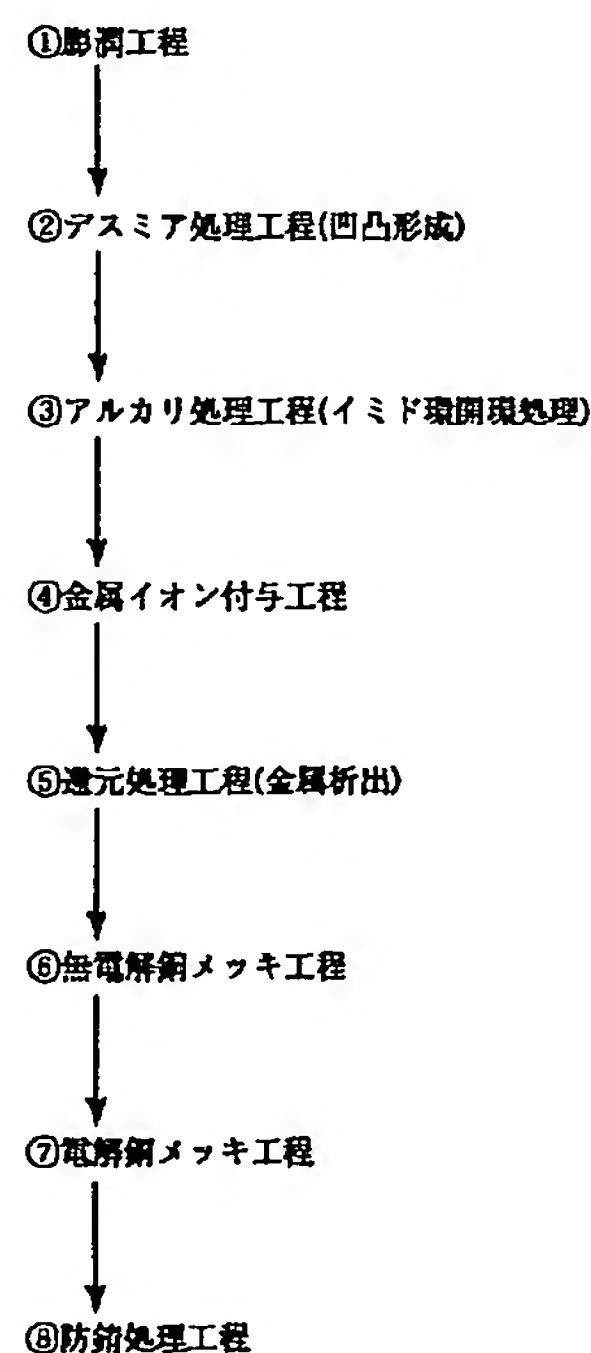 ①膨潤工程
②デスミア処理工程(凹凸形成)
③アルカリ処理工程(イミド環開環処理)
④金属イオン付与工程
⑤還元処理工程(金属析出)
⑥無電解銅メッキ工程
⑦電解銅メッキ工程
⑧防錆処理工程